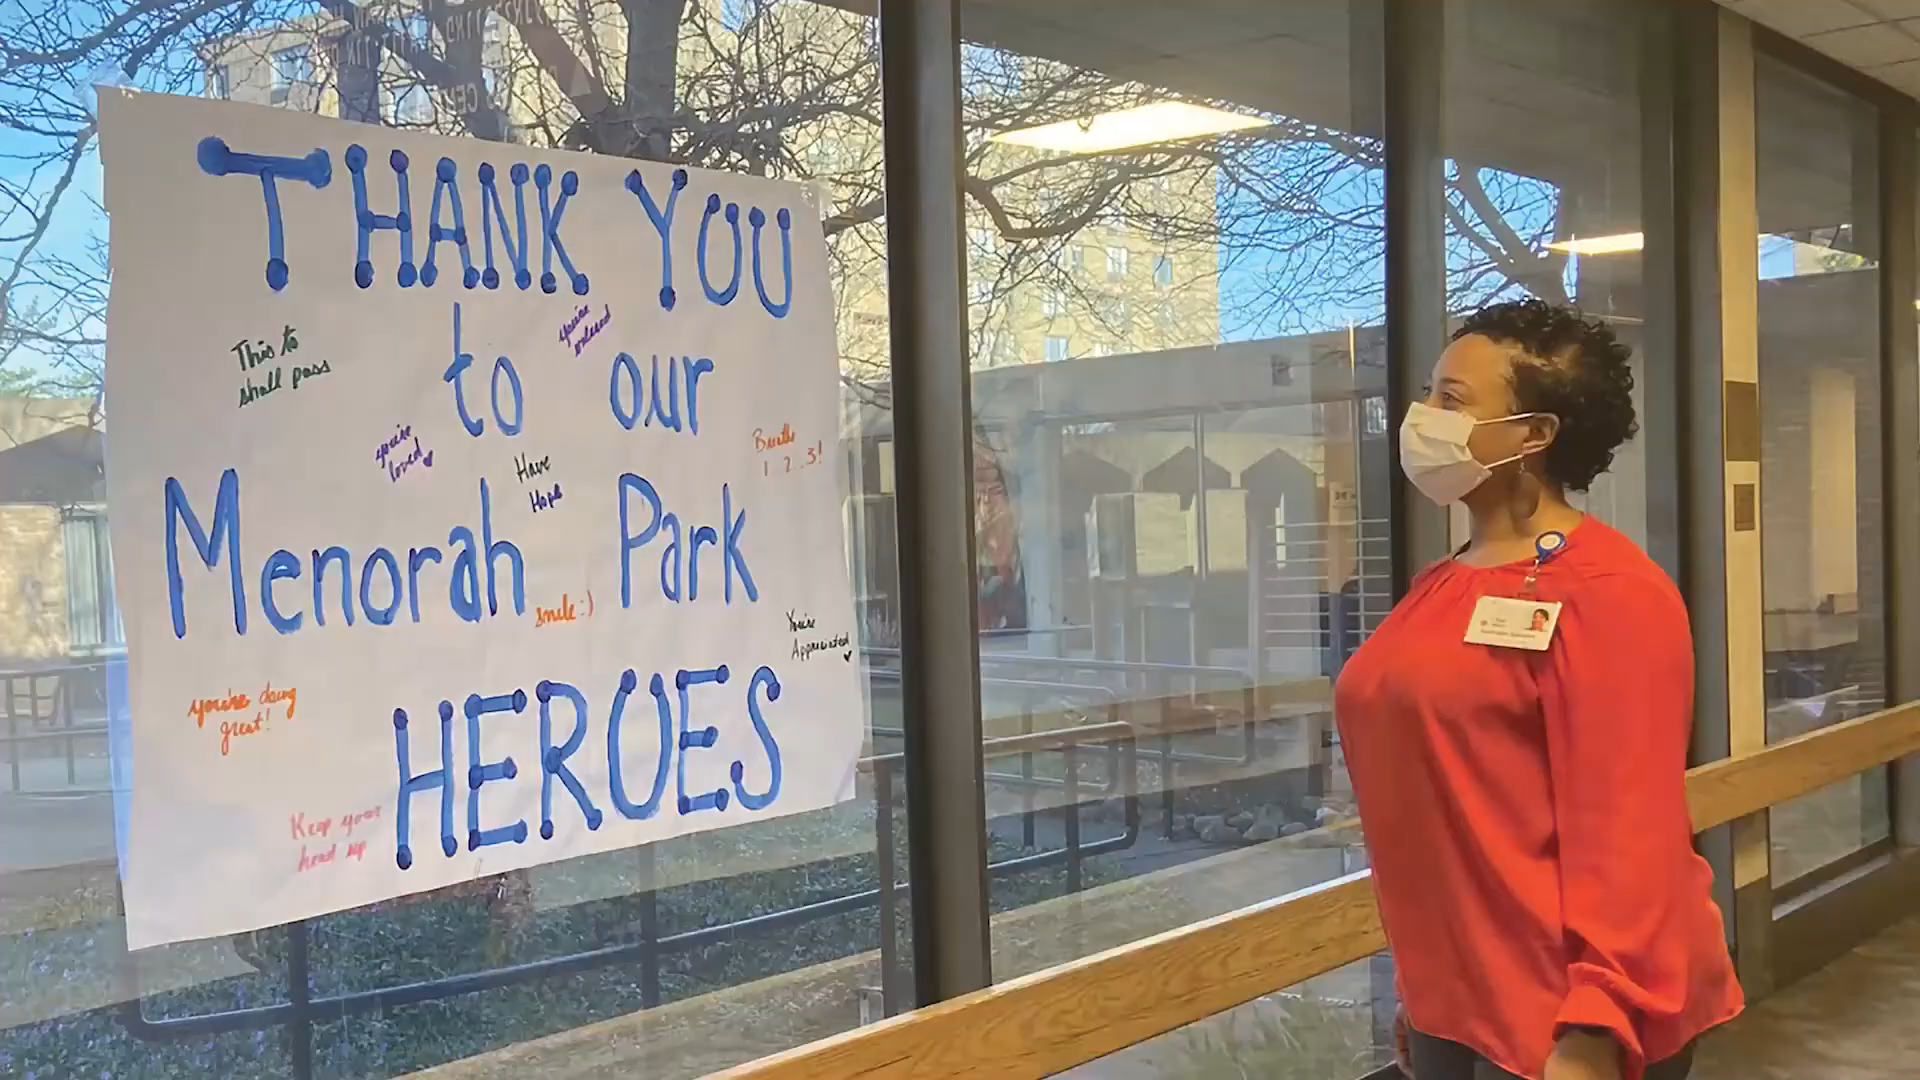 THANK YOU
you're
This to
shall pass
to our
you're
loved
Have
Hope
Breathe
1 2 3!
Menorah Park
smile :)
You're
Appreciated
you're doing
great!
HEROES
Keep your
head up